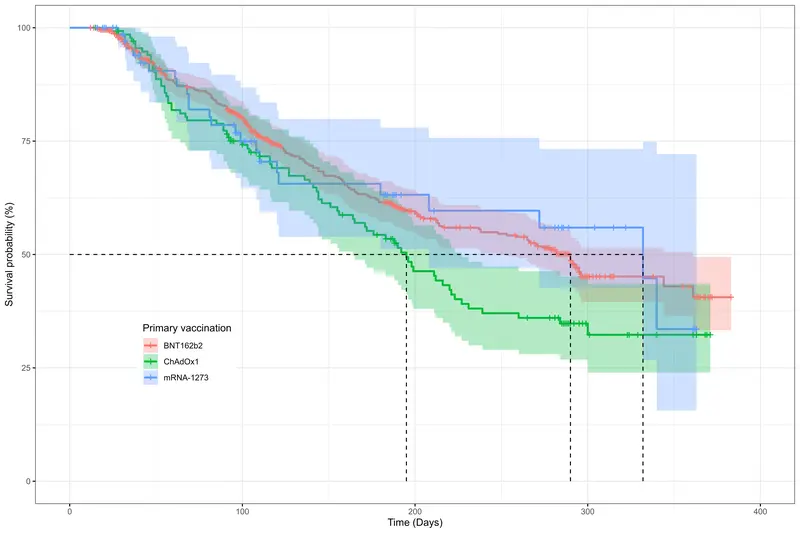 Survival probability (%)
100
75
50
25
0
Primary vaccination
BNT162b2
ChAdOx1
mRNA-1273
0
100
200
300
400
Time (Days)